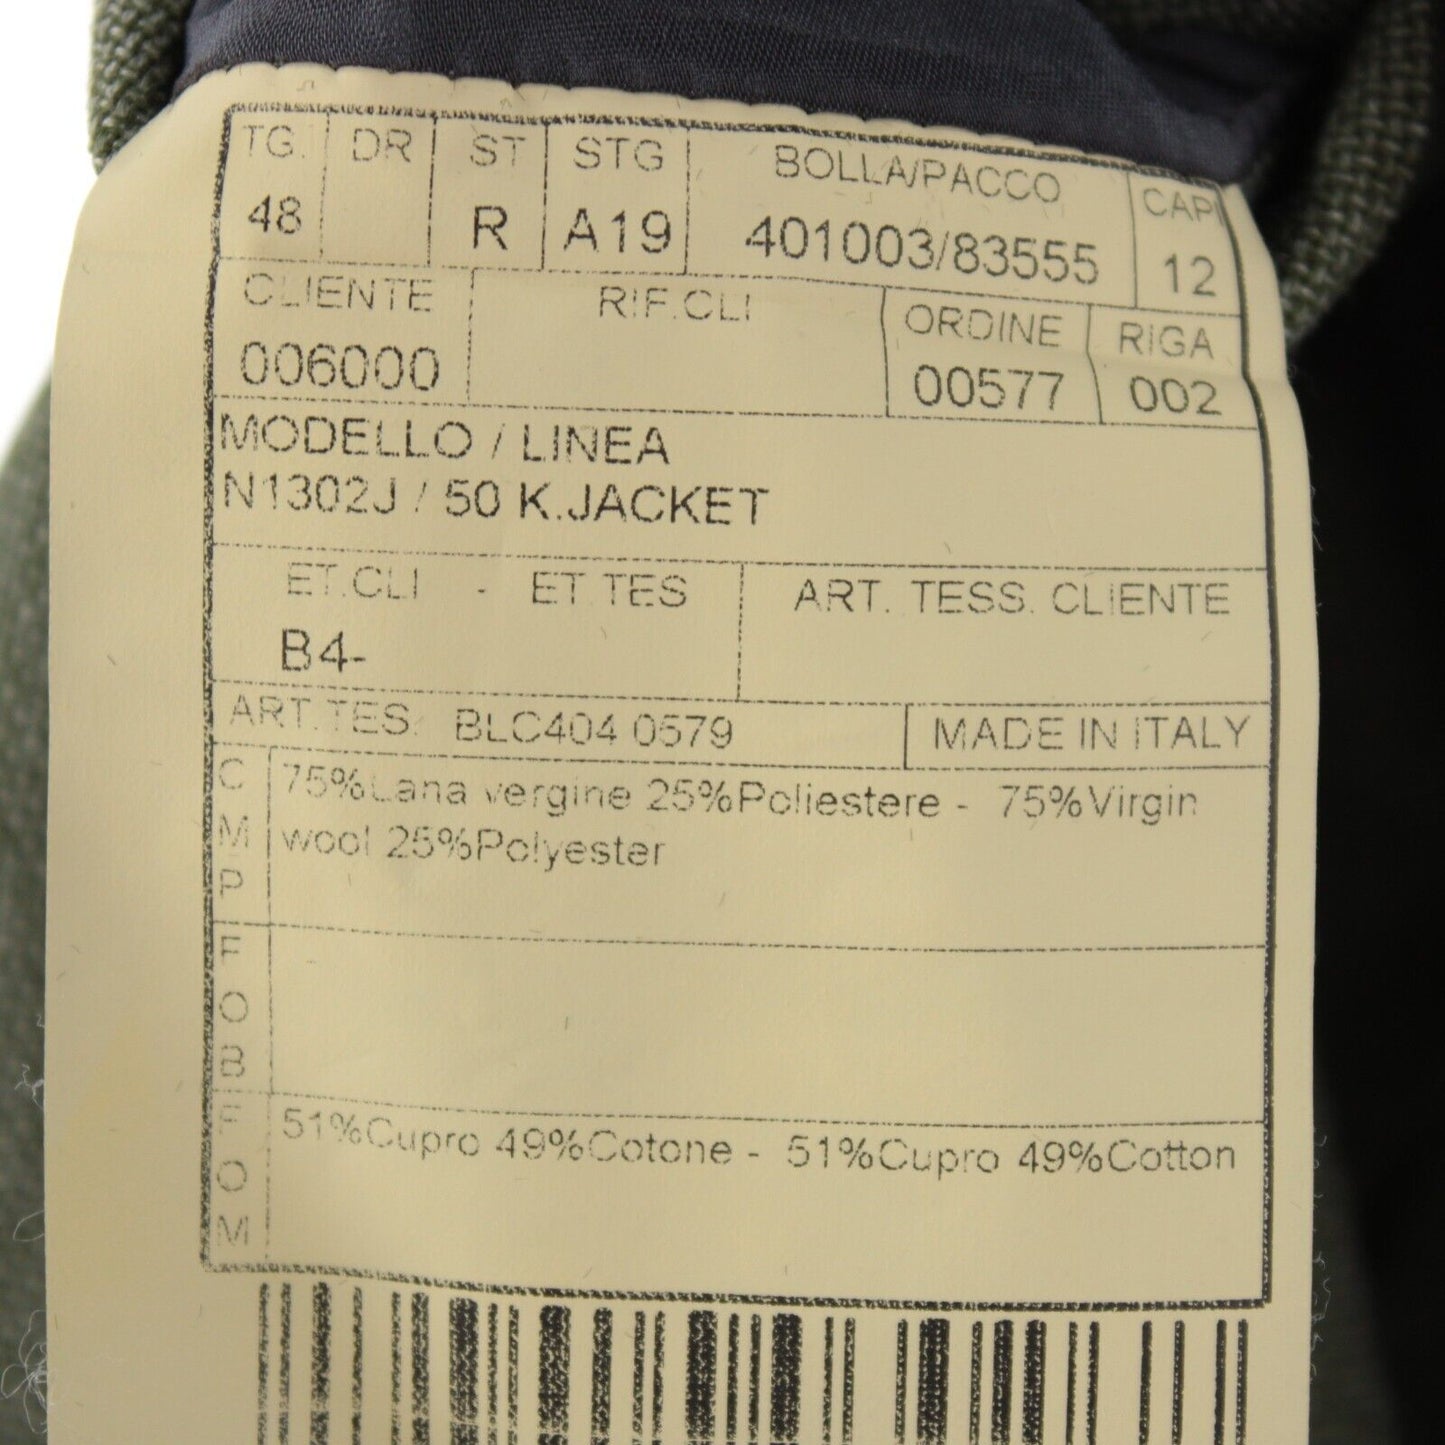 TG. DR ST STG BOLLA/PACCO CAPI
48 R A19 401003/83555 12
CLIENTE RIF.CLI ORDINE RIGA
006000 00577 002
MODELLO / LINEA
N1302J / 50 K.JACKET
ET.CLI - ET.TES ART. TESS. CLIENTE
B4-
ART.TES. BLC404 0579 MADE IN ITALY
CMP 75%Lana vergine 25%Poliestere - 75%Virgin
wool 25%Polyester
FOB
FOM 51%Cupro 49%Cotone - 51%Cupro 49%Cotton